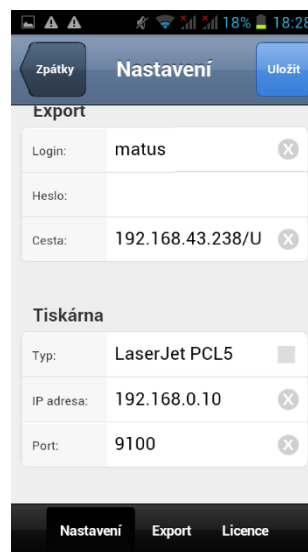 18% 18:28
Zpátky Nastavení Uložit
Export
Login: matus
Heslo:
Cesta: 192.168.43.238/U
Tiskárna
Typ: LaserJet PCL5
IP adresa: 192.168.0.10
Port: 9100
Nastavení Export Licence